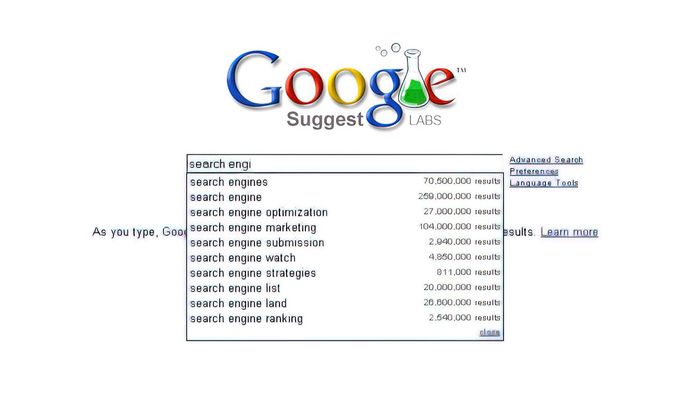 Google™
Suggest LABS
search engi
Advanced Search
Preferences
Language Tools
search engines 70,500,000 results
search engine 259,000,000 results
search engine optimization 27,000,000 results
search engine marketing 104,000,000 results
search engine submission 2,940,000 results
As you type, Goog esults. Learn more
search engine watch 4,850,000 results
search engine strategies 811,000 results
search engine list 20,000,000 results
search engine land 26,600,000 results
search engine ranking 2,540,000 results
close